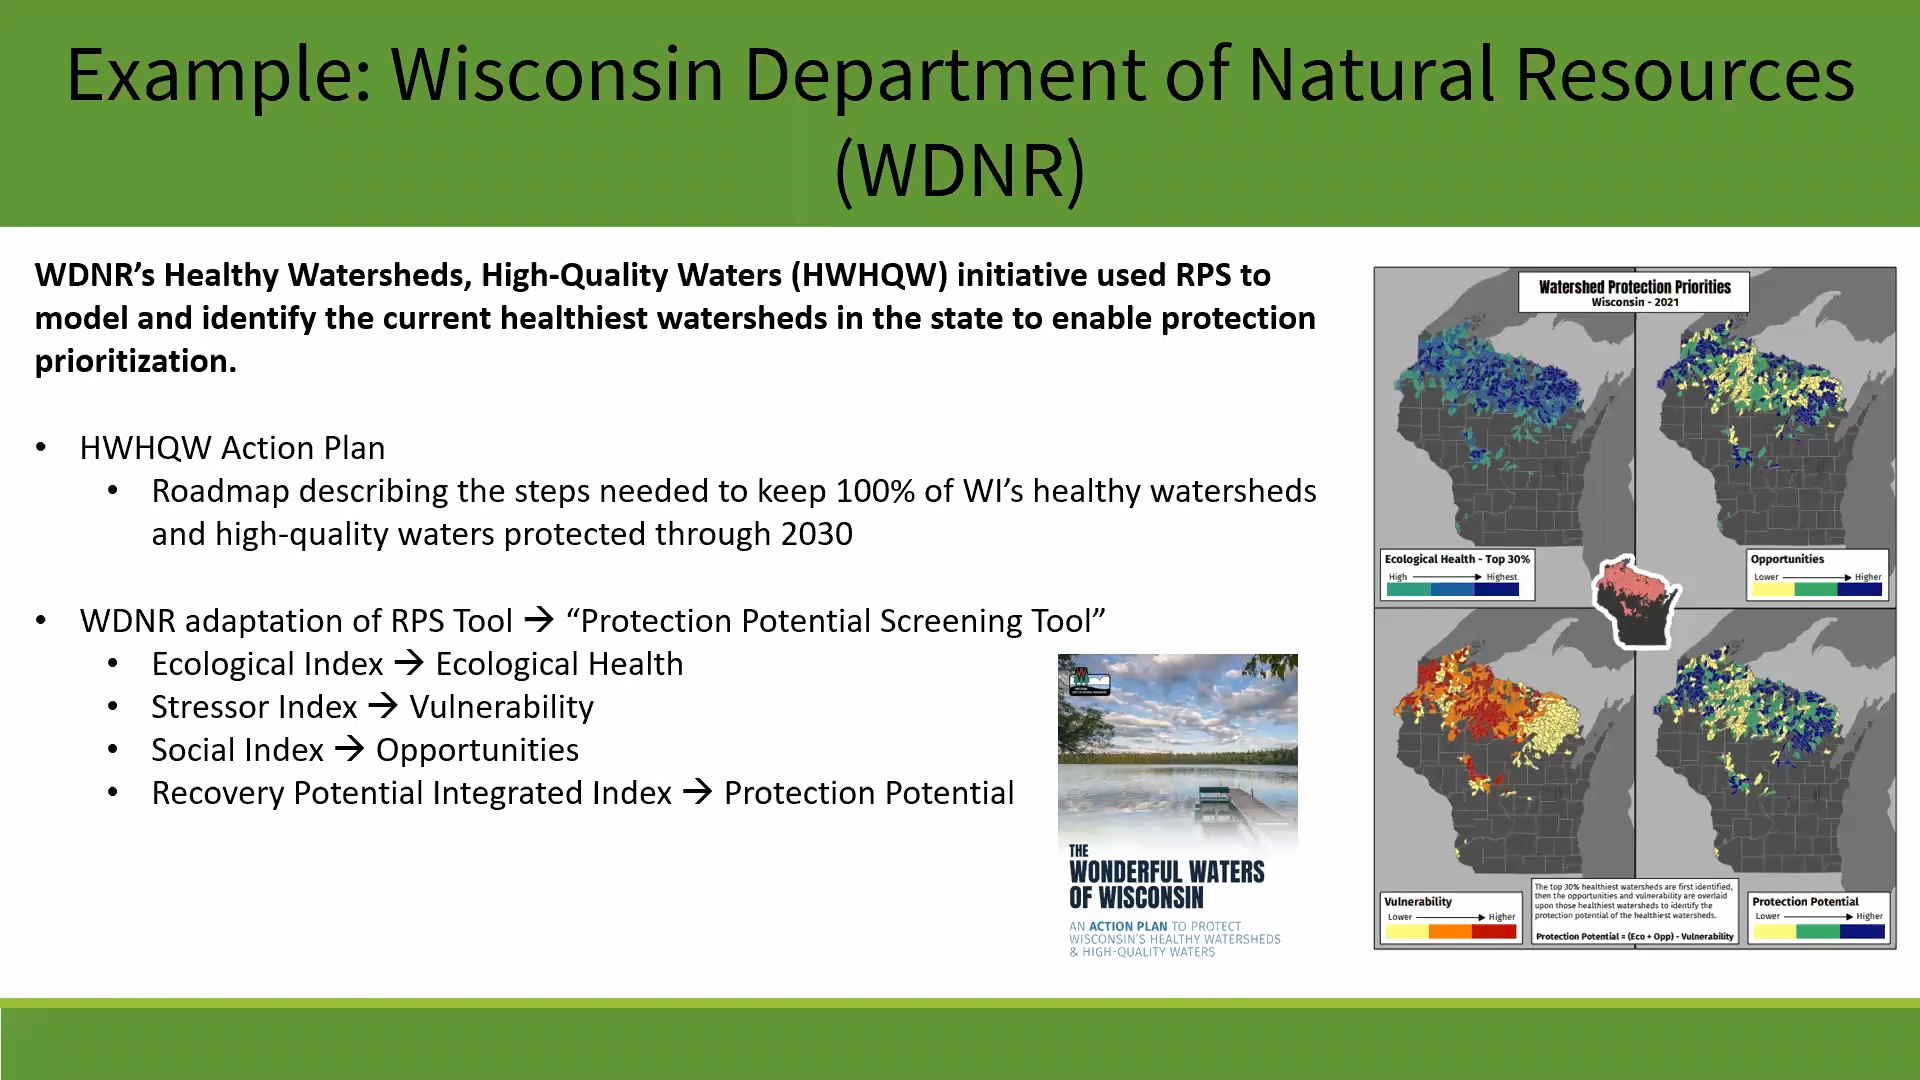 Example: Wisconsin Department of Natural Resources
(WDNR)
WDNR’s Healthy Watersheds, High-Quality Waters (HWHQW) initiative used RPS to
model and identify the current healthiest watersheds in the state to enable protection
prioritization.
• HWHQW Action Plan
• Roadmap describing the steps needed to keep 100% of WI’s healthy watersheds
and high-quality waters protected through 2030
• WDNR adaptation of RPS Tool → “Protection Potential Screening Tool”
• Ecological Index → Ecological Health
• Stressor Index → Vulnerability
• Social Index → Opportunities
• Recovery Potential Integrated Index → Protection Potential
THE
WONDERFUL WATERS
OF WISCONSIN
AN ACTION PLAN TO PROTECT
WISCONSIN'S HEALTHY WATERSHEDS
& HIGH-QUALITY WATERS
Watershed Protection Priorities
Wisconsin - 2021
Ecological Health - Top 30%
High Highest
Opportunities
Lower Higher
Vulnerability
Lower Higher
The top 30% healthiest watersheds are first identified,
then the opportunities and vulnerability are overlaid
upon those healthiest watersheds to identify the
protection potential of the healthiest watersheds.
Protection Potential = (Eco + Opp) - Vulnerability
Protection Potential
Lower Higher